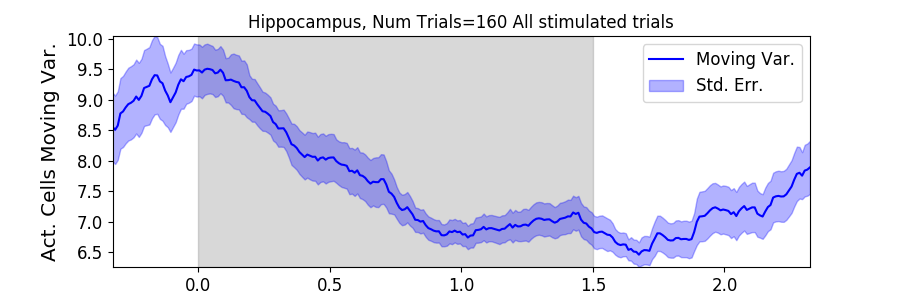 Hippocampus, Num Trials=160 All stimulated trials
Act. Cells Moving Var.
10.0
9.5
9.0
8.5
8.0
7.5
7.0
6.5
Moving Var.
Std. Err.
0.0 0.5 1.0 1.5 2.0